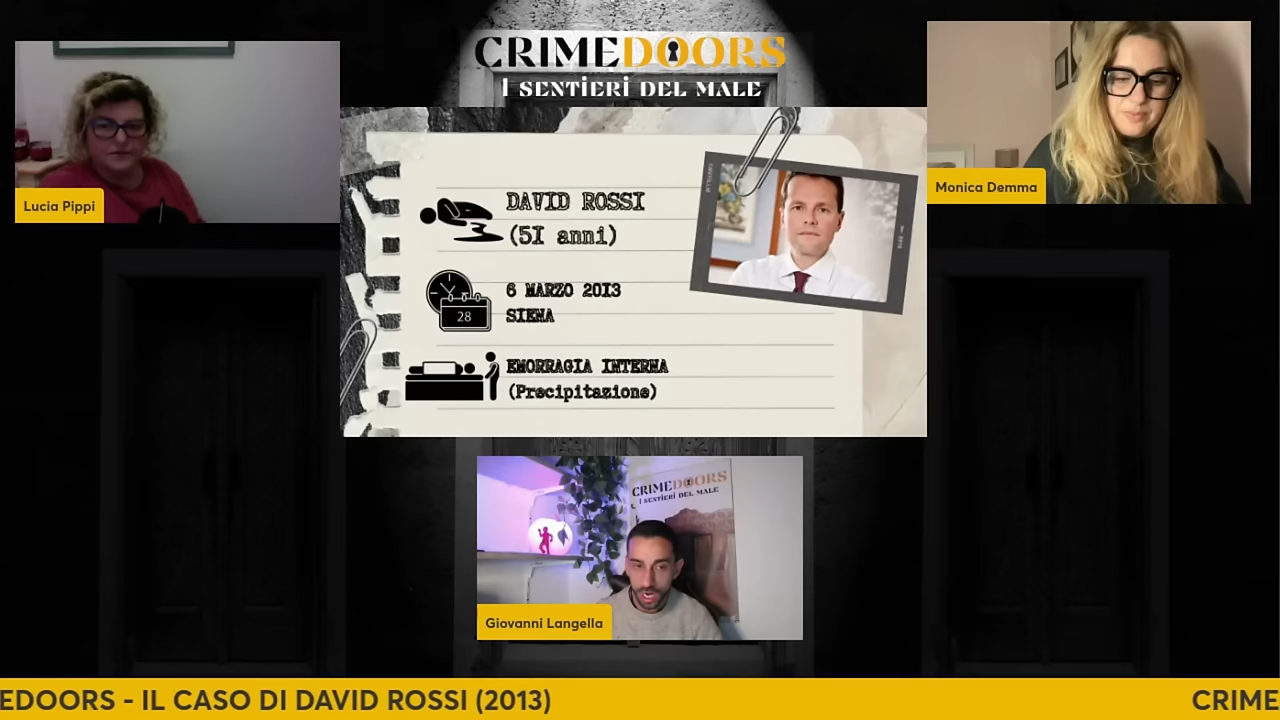 CRIMEDOORS
I SENTIERI DEL MALE
Lucia Pippi
Monica Demma
DAVID ROSSI
(51 anni)
6 MARZO 2013
28
SIENA
EMORRAGIA INTERNA
(Precipitazione)
CRIMEDOORS
I SENTIERI DEL MALE
Giovanni Langella
EDOORS - IL CASO DI DAVID ROSSI (2013)
CRIME